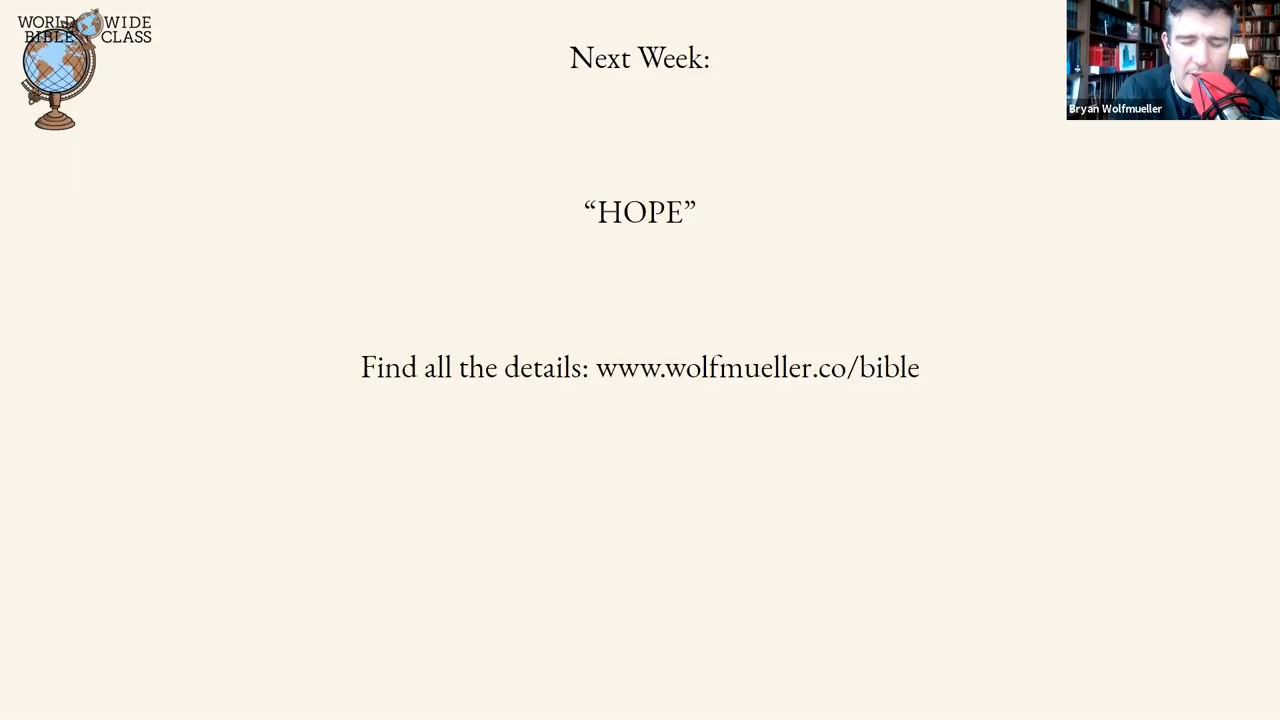 WORLD WIDE
BIBLE CLASS
Next Week:
Bryan Wolfmueller
“HOPE”
Find all the details: www.wolfmueller.co/bible